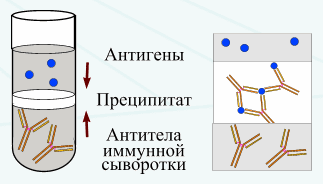 Антигены
Преципитат
Антитела
иммунной
сыворотки